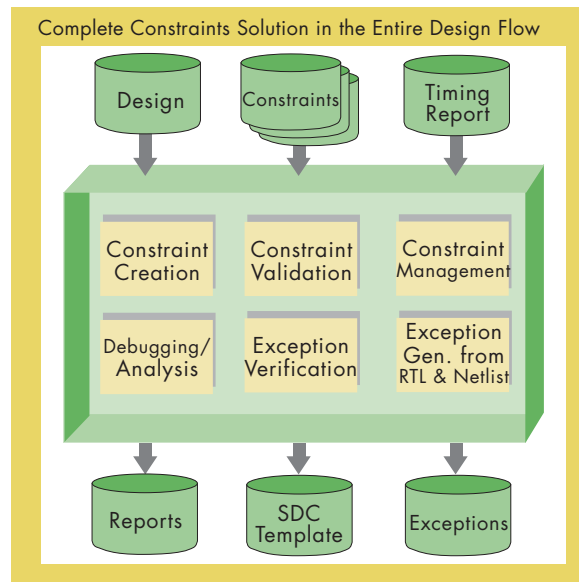 Complete Constraints Solution in the Entire Design Flow
Design
Constraints
Timing
Report
Constraint
Creation
Constraint
Validation
Constraint
Management
Debugging/
Analysis
Exception
Verification
Exception
Gen. from
RTL & Netlist
Reports
SDC
Template
Exceptions